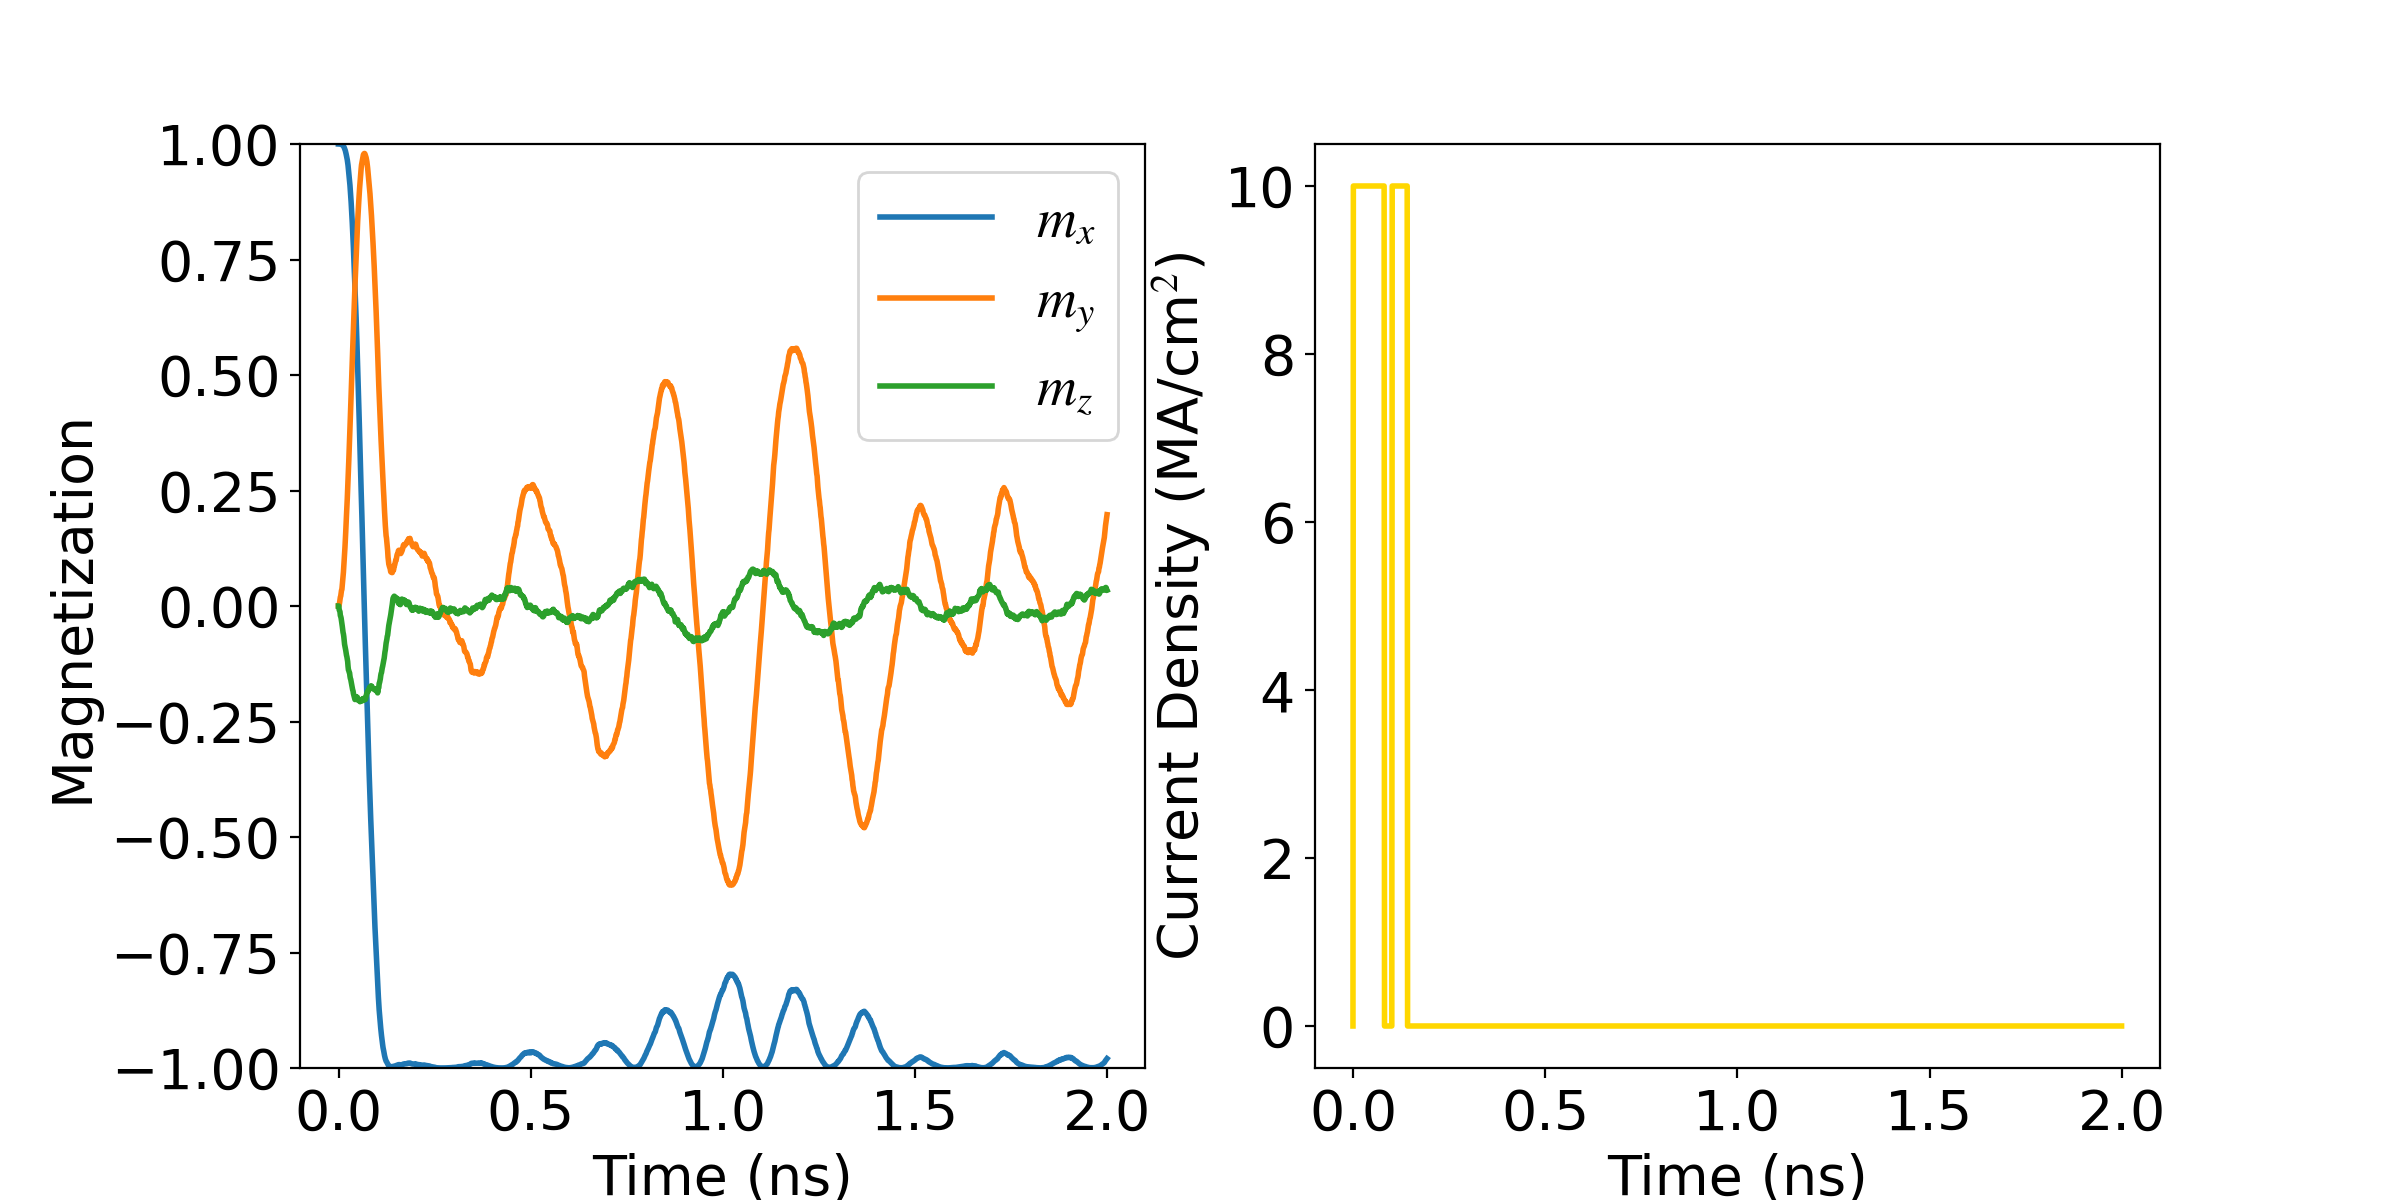 Magnetization
1.00
0.75
0.50
0.25
0.00
−0.25
−0.50
−0.75
−1.00
0.0 0.5 1.0 1.5 2.0
Time (ns)
m_x
m_y
m_z
Current Density (MA/cm²)
10
8
6
4
2
0
0.0 0.5 1.0 1.5 2.0
Time (ns)